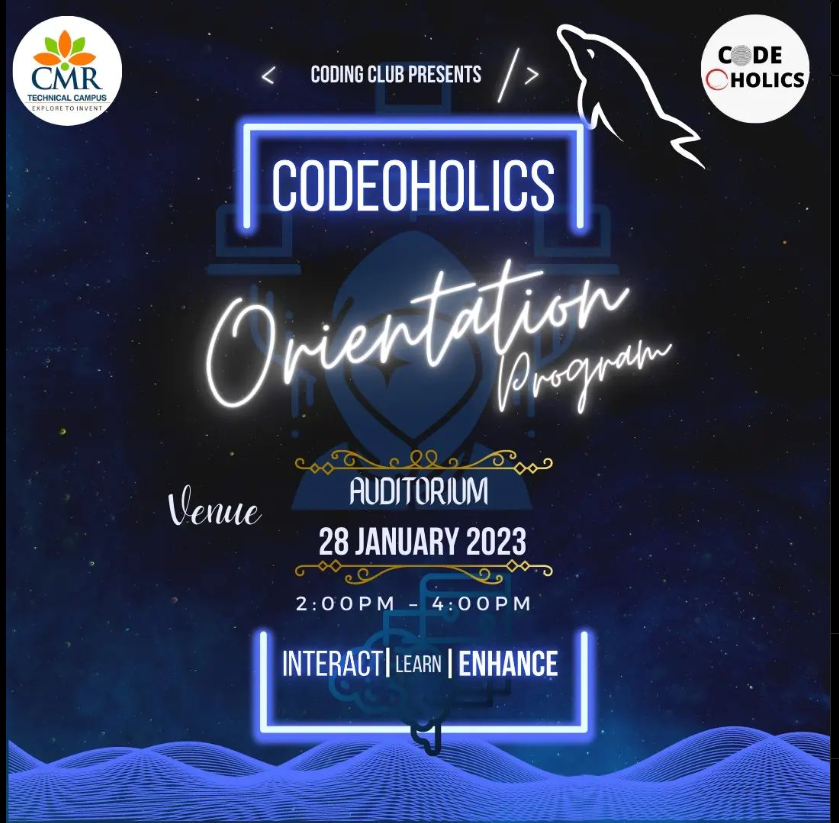 CMR
TECHNICAL CAMPUS
EXPLORE TO INVENT
< CODING CLUB PRESENTS />
CODE
HOLICS
CODEOHOLICS
Orientation
Program
Venue
AUDITORIUM
28 JANUARY 2023
2:00PM – 4:00PM
INTERACT| LEARN | ENHANCE